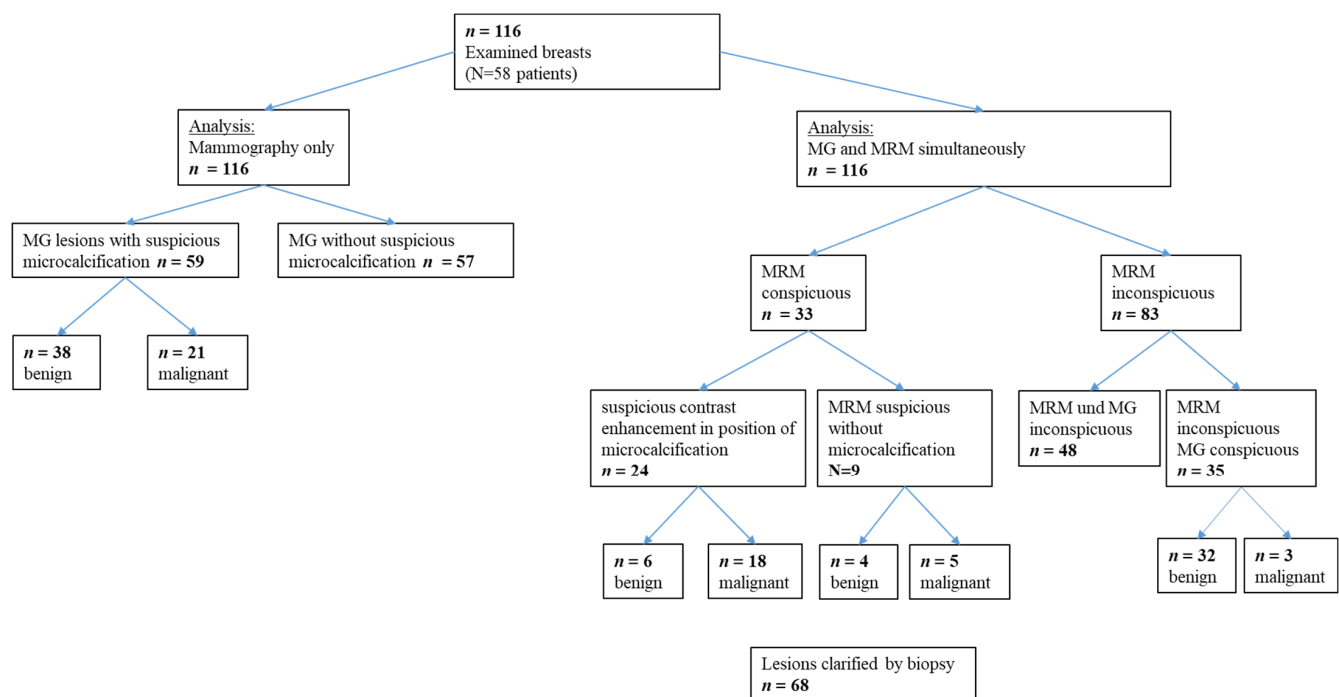 n = 116
Examined breasts
(N=58 patients)
Analysis:
Mammography only
n = 116
Analysis:
MG and MRM simultaneously
n = 116
MG lesions with suspicious
microcalcification n = 59
MG without suspicious
microcalcification n = 57
MRM
conspicuous
n = 33
MRM
inconspicuous
n = 83
n = 38
benign
n = 21
malignant
suspicious contrast
enhancement in position of
microcalcification
n = 24
MRM suspicious
without
microcalcification
N=9
MRM und MG
inconspicuous
n = 48
MRM
inconspicuous
MG conspicuous
n = 35
n = 6
benign
n = 18
malignant
n = 4
benign
n = 5
malignant
n = 32
benign
n = 3
malignant
Lesions clarified by biopsy
n = 68